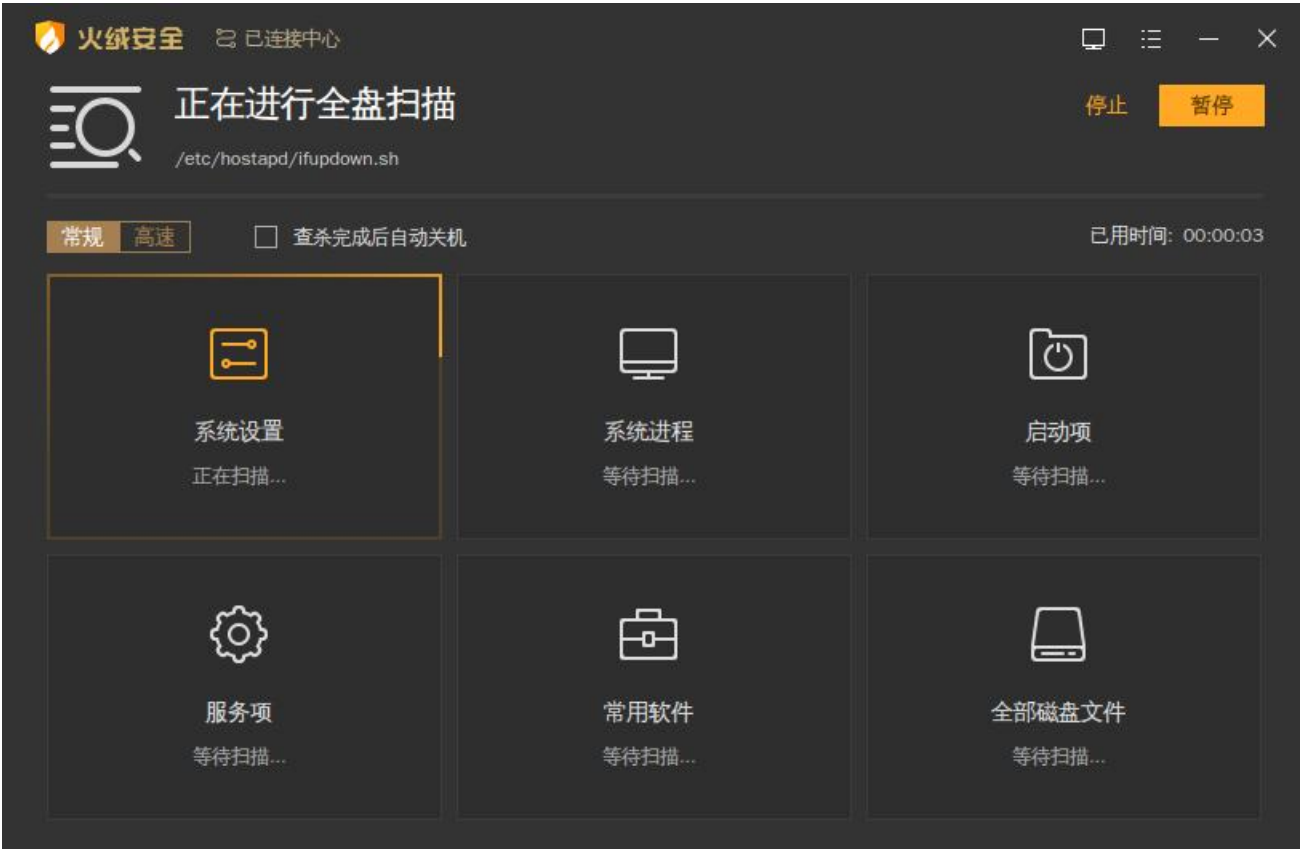 火绒安全 已连接中心
正在进行全盘扫描
停止 暂停
/etc/hostapd/ifupdown.sh
常规 高速 查杀完成后自动关机 已用时间: 00:00:03
系统设置 系统进程 启动项
正在扫描... 等待扫描... 等待扫描...
服务项 常用软件 全部磁盘文件
等待扫描... 等待扫描... 等待扫描...